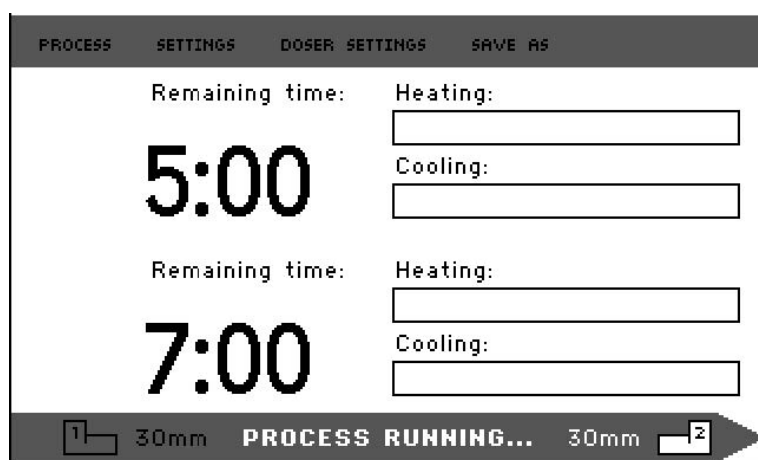 PROCESS SETTINGS DOSER SETTINGS SAVE AS
Remaining time: Heating:
5:00
Cooling:
Remaining time: Heating:
7:00
Cooling:
1 30mm PROCESS RUNNING... 30mm 2